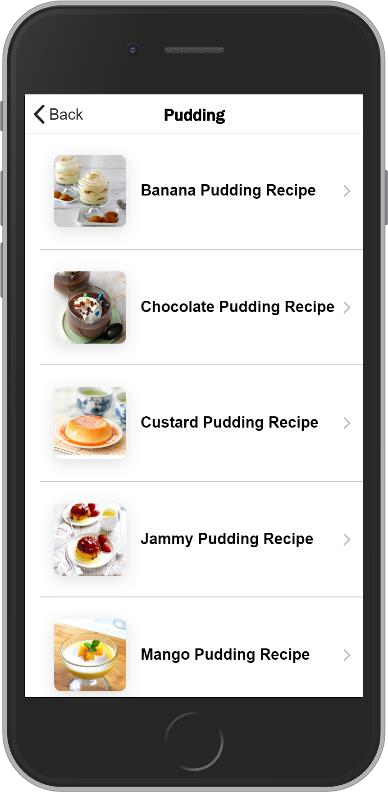 Back
Pudding
Banana Pudding Recipe
Chocolate Pudding Recipe
Custard Pudding Recipe
Jammy Pudding Recipe
Mango Pudding Recipe